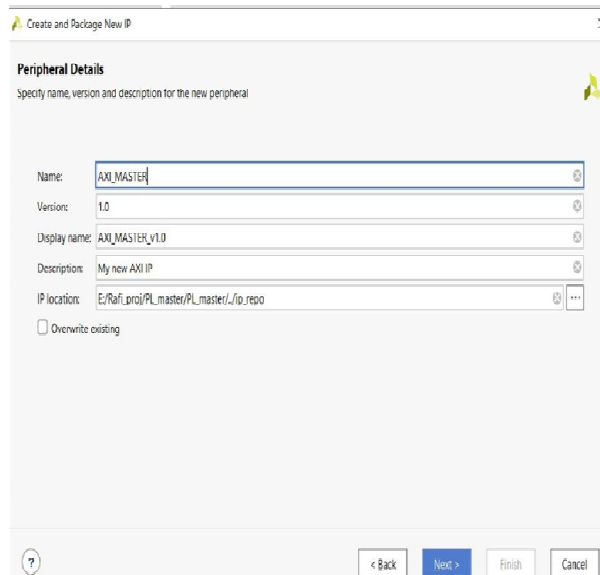 Create and Package New IP
Peripheral Details
Specify name, version and description for the new peripheral
Name: AXI_MASTER
Version: 1.0
Display name: AXI_MASTER_v1.0
Description: My new AXI IP
IP location: E:/Rafi_proj/PL_master/PL_master/../ip_repo
...
Overwrite existing
? < Back Next > Finish Cancel